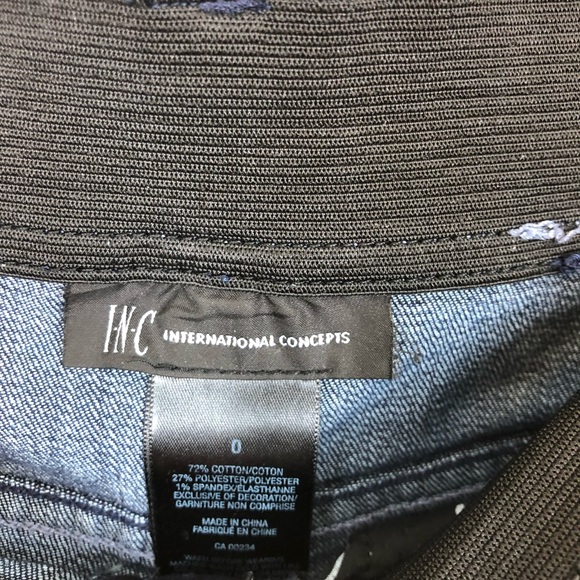 I·N·C INTERNATIONAL CONCEPTS
0
72% COTTON/COTON
27% POLYESTER/POLYESTER
1% SPANDEX/ÉLASTHANNE
EXCLUSIVE OF DECORATION/
GARNITURE NON COMPRISE
MADE IN CHINA
FABRIQUÉ EN CHINE
CA 00234